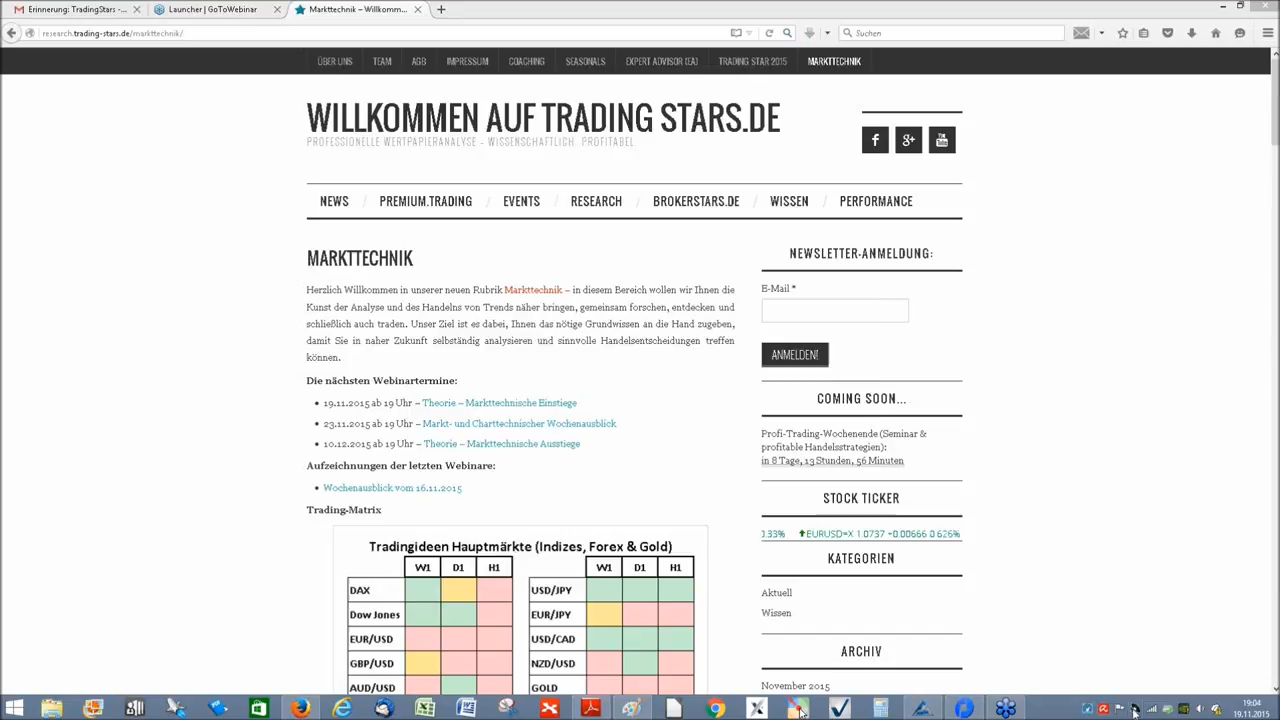 Erinnerung: TradingStars -...
Launcher | GoToWebinar
Markttechnik – Willkomm...
research.trading-stars.de/markttechnik/
Suchen
ÜBER UNS TEAM AGB IMPRESSUM COACHING SEASONALS EXPERT ADVISOR (EA) TRADING STAR 2015 MARKTTECHNIK
WILLKOMMEN AUF TRADING STARS.DE
PROFESSIONELLE WERTPAPIERANALYSE - WISSENSCHAFTLICH. PROFITABEL.
NEWS / PREMIUM.TRADING / EVENTS / RESEARCH / BROKERSTARS.DE / WISSEN / PERFORMANCE
MARKTTECHNIK
Herzlich Willkommen in unserer neuen Rubrik Markttechnik – in diesem Bereich wollen wir Ihnen die
Kunst der Analyse und des Handelns von Trends näher bringen, gemeinsam forschen, entdecken und
schließlich auch traden. Unser Ziel ist es dabei, Ihnen das nötige Grundwissen an die Hand zugeben,
damit Sie in naher Zukunft selbständig analysieren und sinnvolle Handelsentscheidungen treffen
können.
Die nächsten Webinartermine:
• 19.11.2015 ab 19 Uhr – Theorie – Markttechnische Einstiege
• 23.11.2015 ab 19 Uhr – Markt- und Charttechnischer Wochenausblick
• 10.12.2015 ab 19 Uhr – Theorie – Markttechnische Ausstiege
Aufzeichnungen der letzten Webinare:
• Wochenausblick vom 16.11.2015
Trading-Matrix
Tradingideen Hauptmärkte (Indizes, Forex & Gold)
W1 D1 H1 W1 D1 H1
DAX USD/JPY
Dow Jones EUR/JPY
EUR/USD USD/CAD
GBP/USD NZD/USD
AUD/USD GOLD
NEWSLETTER-ANMELDUNG:
E-Mail *
ANMELDEN!
COMING SOON...
Profi-Trading-Wochenende (Seminar &
profitable Handelsstrategien):
in 8 Tage, 13 Stunden, 56 Minuten
STOCK TICKER
0.33% EURUSD=X 1.0737 +0.00666 0.626%
KATEGORIEN
Aktuell
Wissen
ARCHIV
November 2015
19:04
19.11.2015